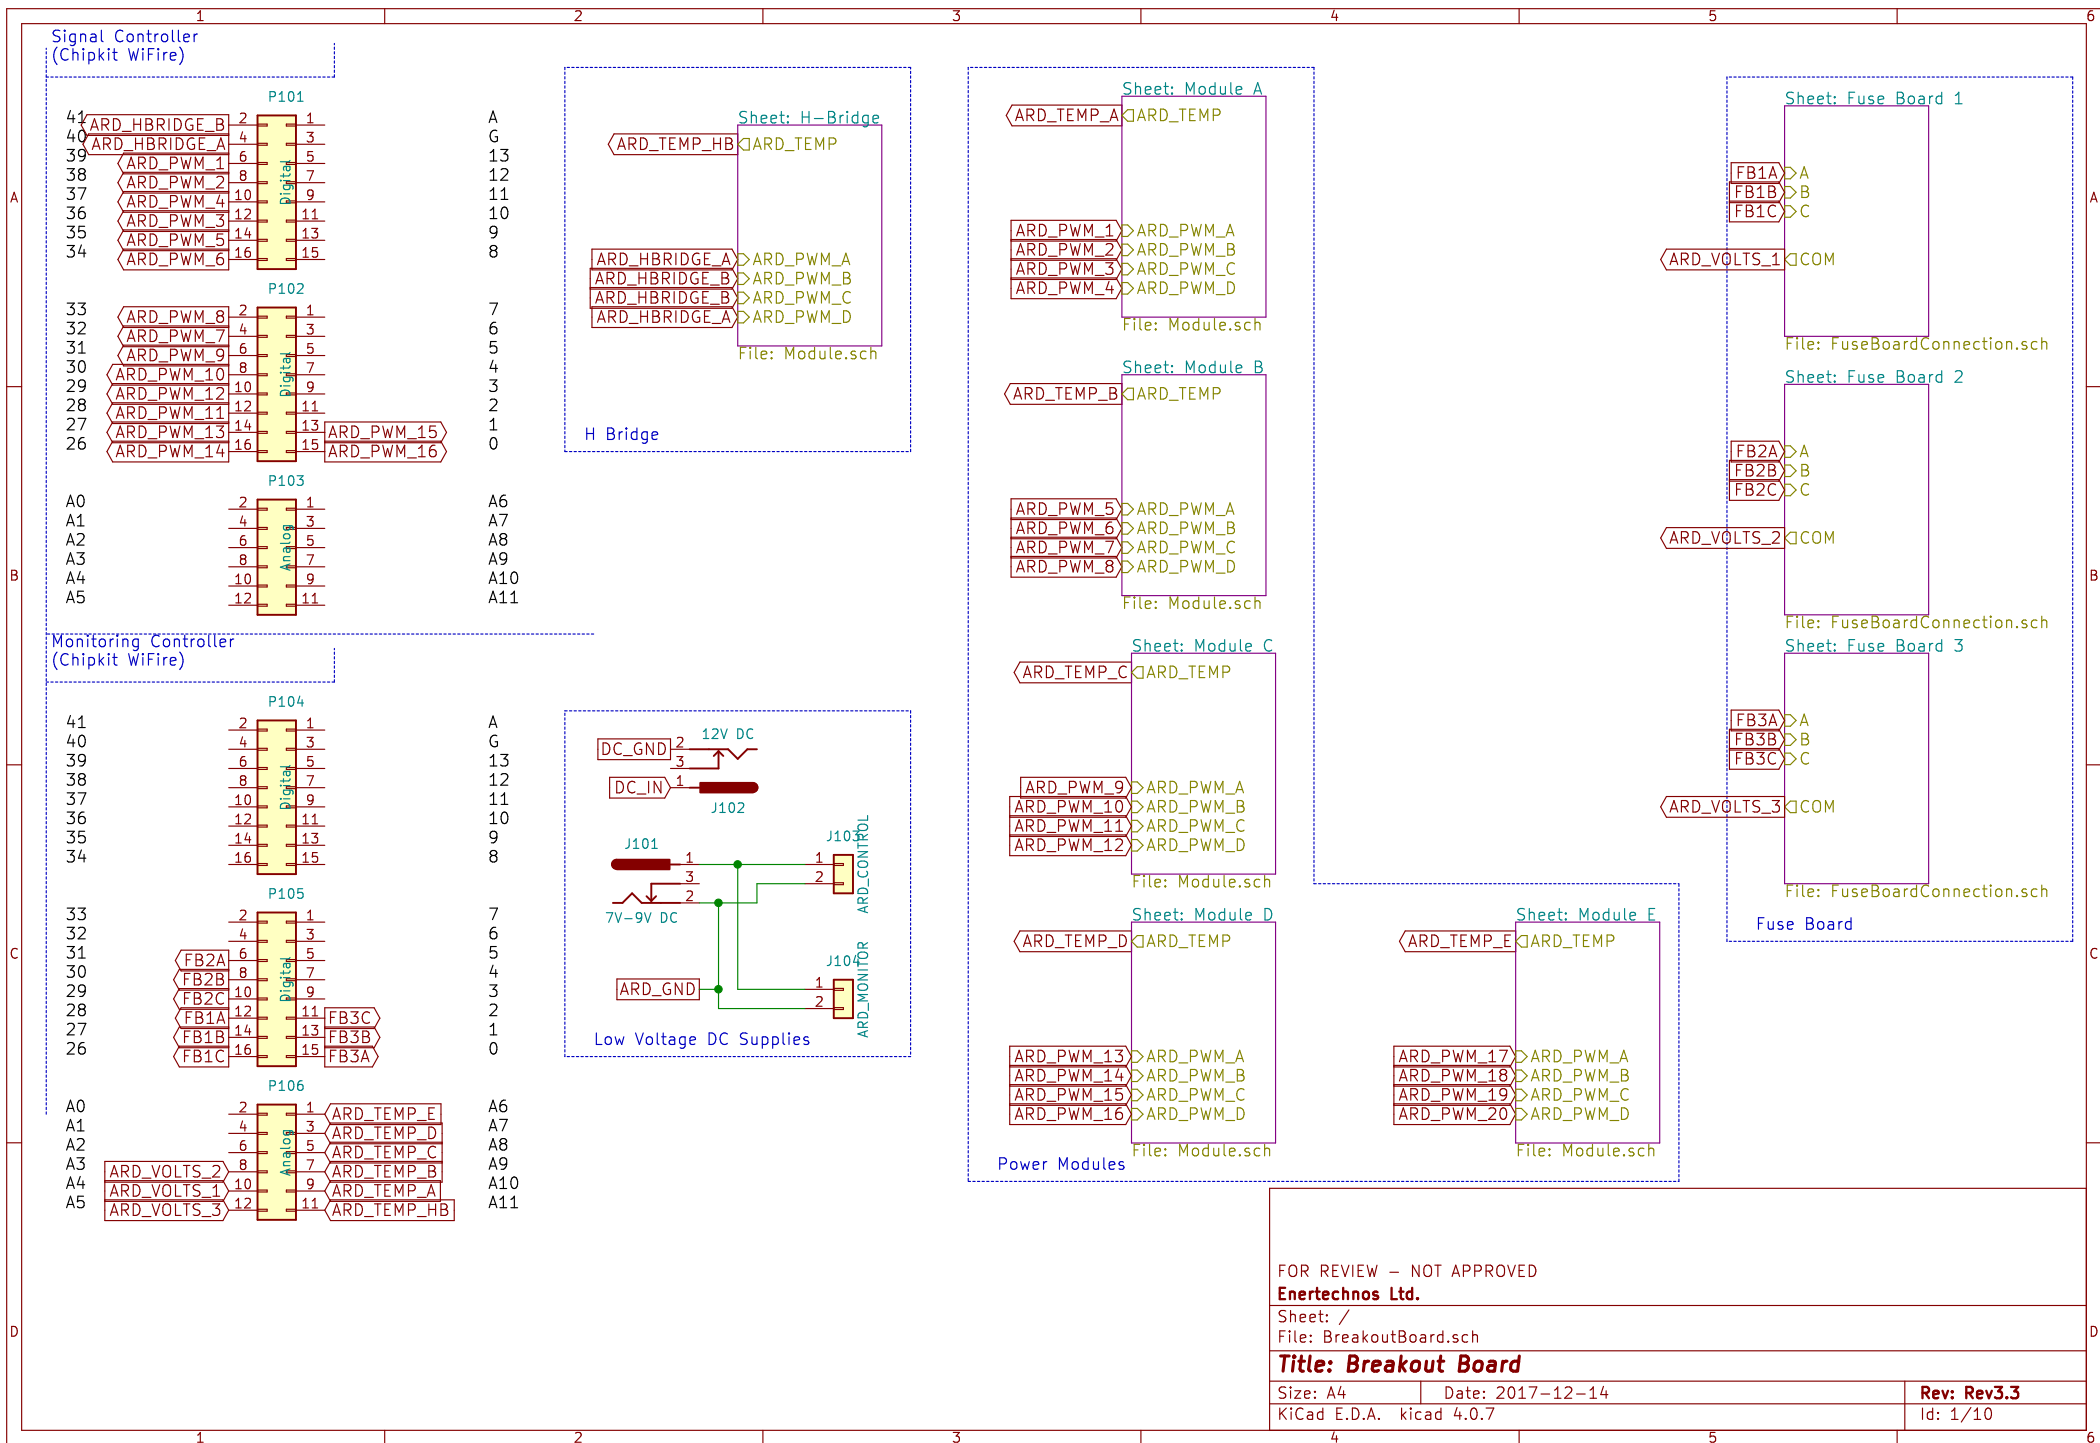 1 2 3 4 5 6
Signal Controller
(Chipkit WiFire)
P101
Digital
41 ARD_HBRIDGE_B 2 1 A
40 ARD_HBRIDGE_A 4 3 G
39 ARD_PWM_1 6 5 13
38 ARD_PWM_2 8 7 12
37 ARD_PWM_4 10 9 11
36 ARD_PWM_3 12 11 10
35 ARD_PWM_5 14 13 9
34 ARD_PWM_6 16 15 8
P102
Digital
33 ARD_PWM_8 2 1 7
32 ARD_PWM_7 4 3 6
31 ARD_PWM_9 6 5 5
30 ARD_PWM_10 8 7 4
29 ARD_PWM_12 10 9 3
28 ARD_PWM_11 12 11 2
27 ARD_PWM_13 14 13 ARD_PWM_15 1
26 ARD_PWM_14 16 15 ARD_PWM_16 0
P103
Analog
A0 2 1 A6
A1 4 3 A7
A2 6 5 A8
A3 8 7 A9
A4 10 9 A10
A5 12 11 A11
Monitoring Controller
(Chipkit WiFire)
P104
Digital
41 2 1 A
40 4 3 G
39 6 5 13
38 8 7 12
37 10 9 11
36 12 11 10
35 14 13 9
34 16 15 8
P105
Digital
33 2 1 7
32 4 3 6
31 FB2A 6 5 5
30 FB2B 8 7 4
29 FB2C 10 9 3
28 FB1A 12 11 FB3C 2
27 FB1B 14 13 FB3B 1
26 FB1C 16 15 FB3A 0
P106
Analog
A0 2 1 ARD_TEMP_E A6
A1 4 3 ARD_TEMP_D A7
A2 6 5 ARD_TEMP_C A8
A3 ARD_VOLTS_2 8 7 ARD_TEMP_B A9
A4 ARD_VOLTS_1 10 9 ARD_TEMP_A A10
A5 ARD_VOLTS_3 12 11 ARD_TEMP_HB A11
Sheet: H-Bridge
ARD_TEMP_HB ARD_TEMP
ARD_HBRIDGE_A ARD_PWM_A
ARD_HBRIDGE_B ARD_PWM_B
ARD_HBRIDGE_B ARD_PWM_C
ARD_HBRIDGE_A ARD_PWM_D
File: Module.sch
H Bridge
12V DC
DC_GND 2
3
DC_IN 1
J102
J101
1
3
2
7V-9V DC
J103
1
2
ARD_CONTROL
J104
1
2
ARD_MONITOR
ARD_GND
Low Voltage DC Supplies
Sheet: Module A
ARD_TEMP_A ARD_TEMP
ARD_PWM_1 ARD_PWM_A
ARD_PWM_2 ARD_PWM_B
ARD_PWM_3 ARD_PWM_C
ARD_PWM_4 ARD_PWM_D
File: Module.sch
Sheet: Module B
ARD_TEMP_B ARD_TEMP
ARD_PWM_5 ARD_PWM_A
ARD_PWM_6 ARD_PWM_B
ARD_PWM_7 ARD_PWM_C
ARD_PWM_8 ARD_PWM_D
File: Module.sch
Sheet: Module C
ARD_TEMP_C ARD_TEMP
ARD_PWM_9 ARD_PWM_A
ARD_PWM_10 ARD_PWM_B
ARD_PWM_11 ARD_PWM_C
ARD_PWM_12 ARD_PWM_D
File: Module.sch
Sheet: Module D
ARD_TEMP_D ARD_TEMP
ARD_PWM_13 ARD_PWM_A
ARD_PWM_14 ARD_PWM_B
ARD_PWM_15 ARD_PWM_C
ARD_PWM_16 ARD_PWM_D
File: Module.sch
Sheet: Module E
ARD_TEMP_E ARD_TEMP
ARD_PWM_17 ARD_PWM_A
ARD_PWM_18 ARD_PWM_B
ARD_PWM_19 ARD_PWM_C
ARD_PWM_20 ARD_PWM_D
File: Module.sch
Power Modules
Sheet: Fuse Board 1
FB1A A
FB1B B
FB1C C
ARD_VOLTS_1 COM
File: FuseBoardConnection.sch
Sheet: Fuse Board 2
FB2A A
FB2B B
FB2C C
ARD_VOLTS_2 COM
File: FuseBoardConnection.sch
Sheet: Fuse Board 3
FB3A A
FB3B B
FB3C C
ARD_VOLTS_3 COM
File: FuseBoardConnection.sch
Fuse Board
A A
B B
C C
D D
FOR REVIEW - NOT APPROVED
Enertechnos Ltd.
Sheet: /
File: BreakoutBoard.sch
Title: Breakout Board
Size: A4 Date: 2017-12-14 Rev: Rev3.3
KiCad E.D.A. kicad 4.0.7 Id: 1/10
1 2 3 4 5 6